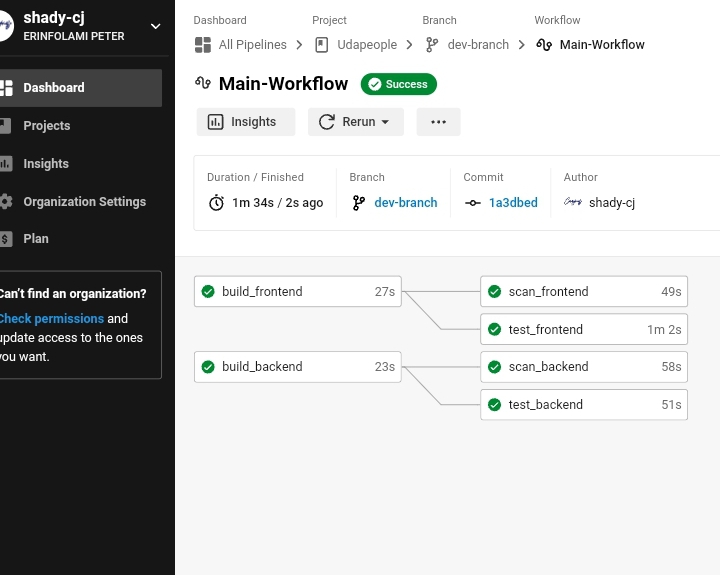 shady-cj
ERINFOLAMI PETER
Dashboard
Projects
Insights
Organization Settings
Plan
Can't find an organization?
Check permissions and
update access to the ones
you want.
Dashboard Project Branch Workflow
All Pipelines Udapeople dev-branch Main-Workflow
Main-Workflow Success
Insights Rerun
Duration / Finished Branch Commit Author
1m 34s / 2s ago dev-branch 1a3dbed shady-cj
build_frontend 27s scan_frontend 49s
test_frontend 1m 2s
build_backend 23s scan_backend 58s
test_backend 51s